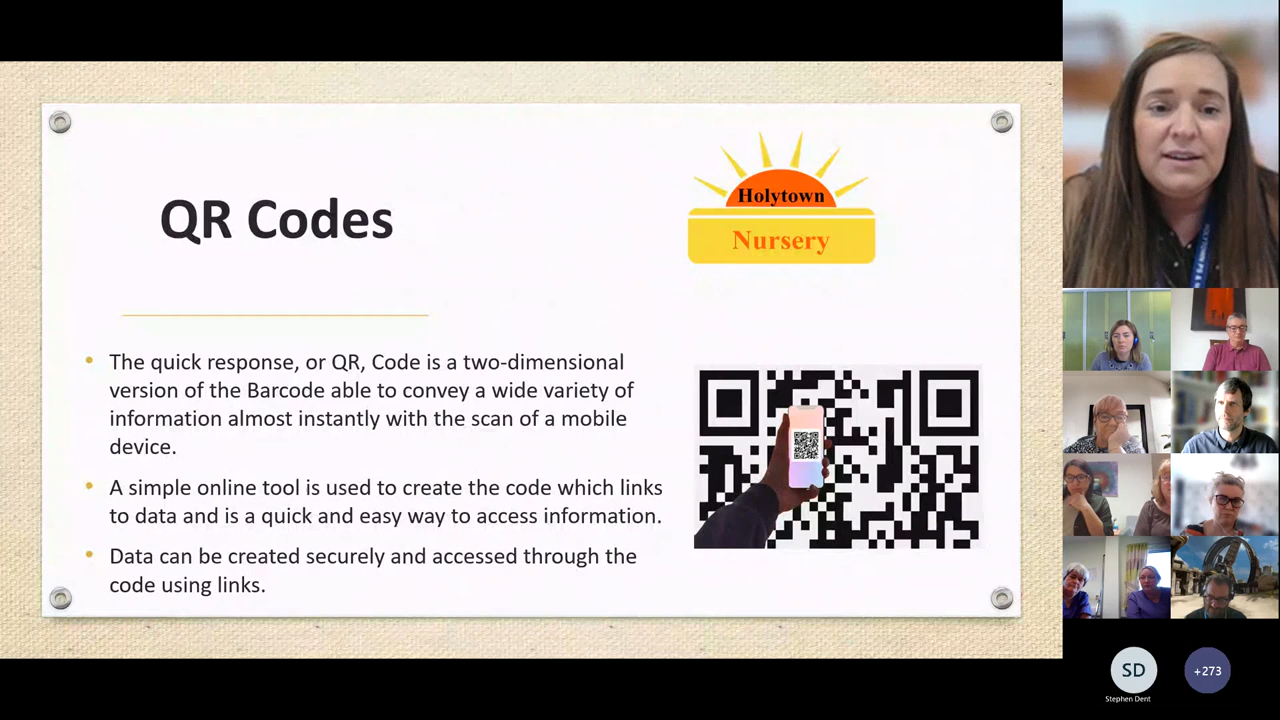 QR Codes
Holytown
Nursery
The quick response, or QR, Code is a two-dimensional
version of the Barcode able to convey a wide variety of
information almost instantly with the scan of a mobile
device.
A simple online tool is used to create the code which links
to data and is a quick and easy way to access information.
Data can be created securely and accessed through the
code using links.
SD
+273
Stephen Dent